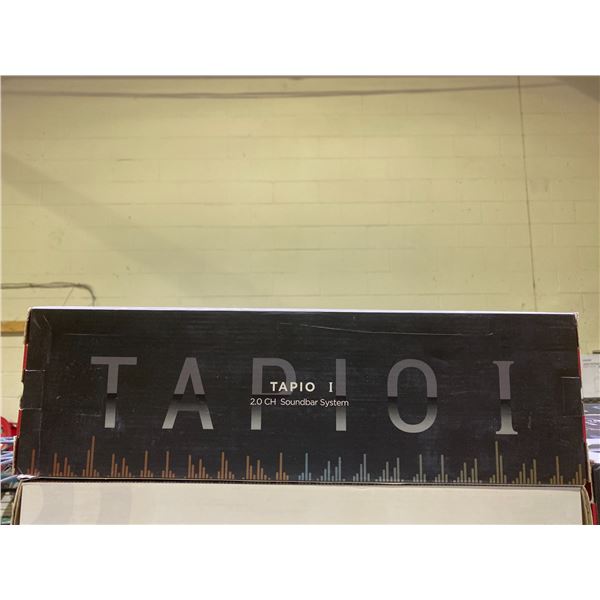 TAPIO I
TAPIO I
2.0 CH Soundbar System